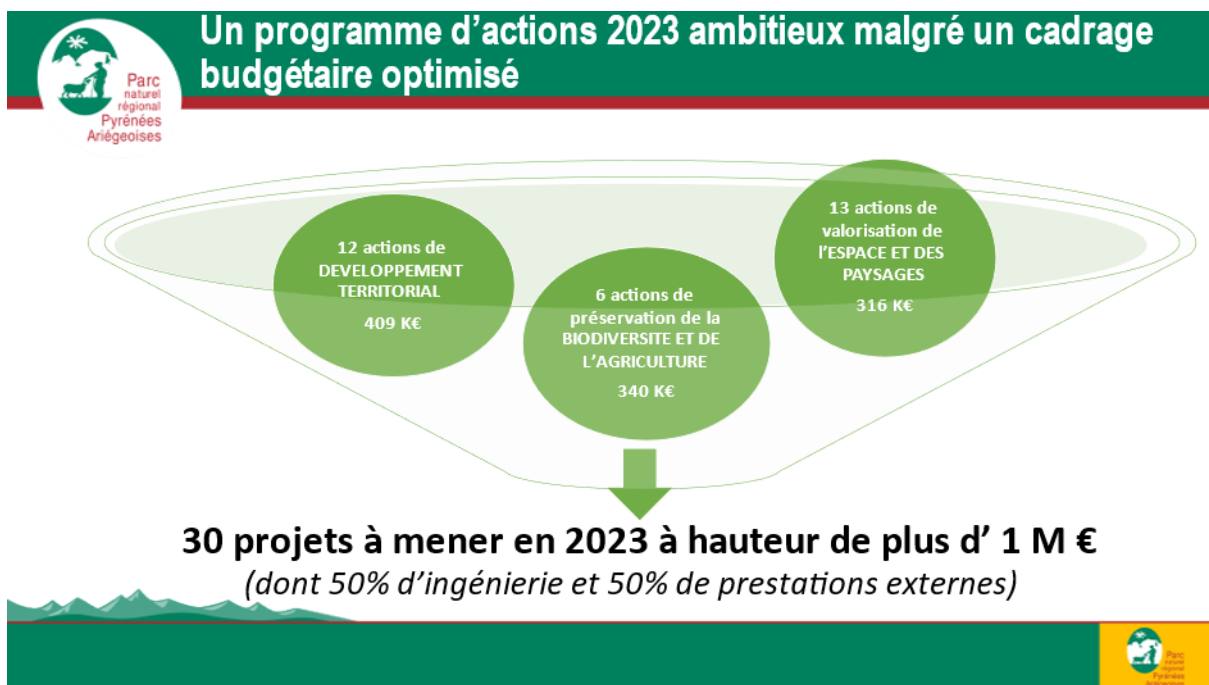 Un programme d'actions 2023 ambitieux malgré un cadrage
budgétaire optimisé
Parc
naturel
régional
Pyrénées
Ariégeoises
12 actions de
DEVELOPPEMENT
TERRITORIAL
409 K€
6 actions de
préservation de la
BIODIVERSITE ET DE
L'AGRICULTURE
340 K€
13 actions de
valorisation de
l'ESPACE ET DES
PAYSAGES
316 K€
30 projets à mener en 2023 à hauteur de plus d' 1 M €
(dont 50% d'ingénierie et 50% de prestations externes)
Parc
naturel
régional
Pyrénées
Ariégeoises